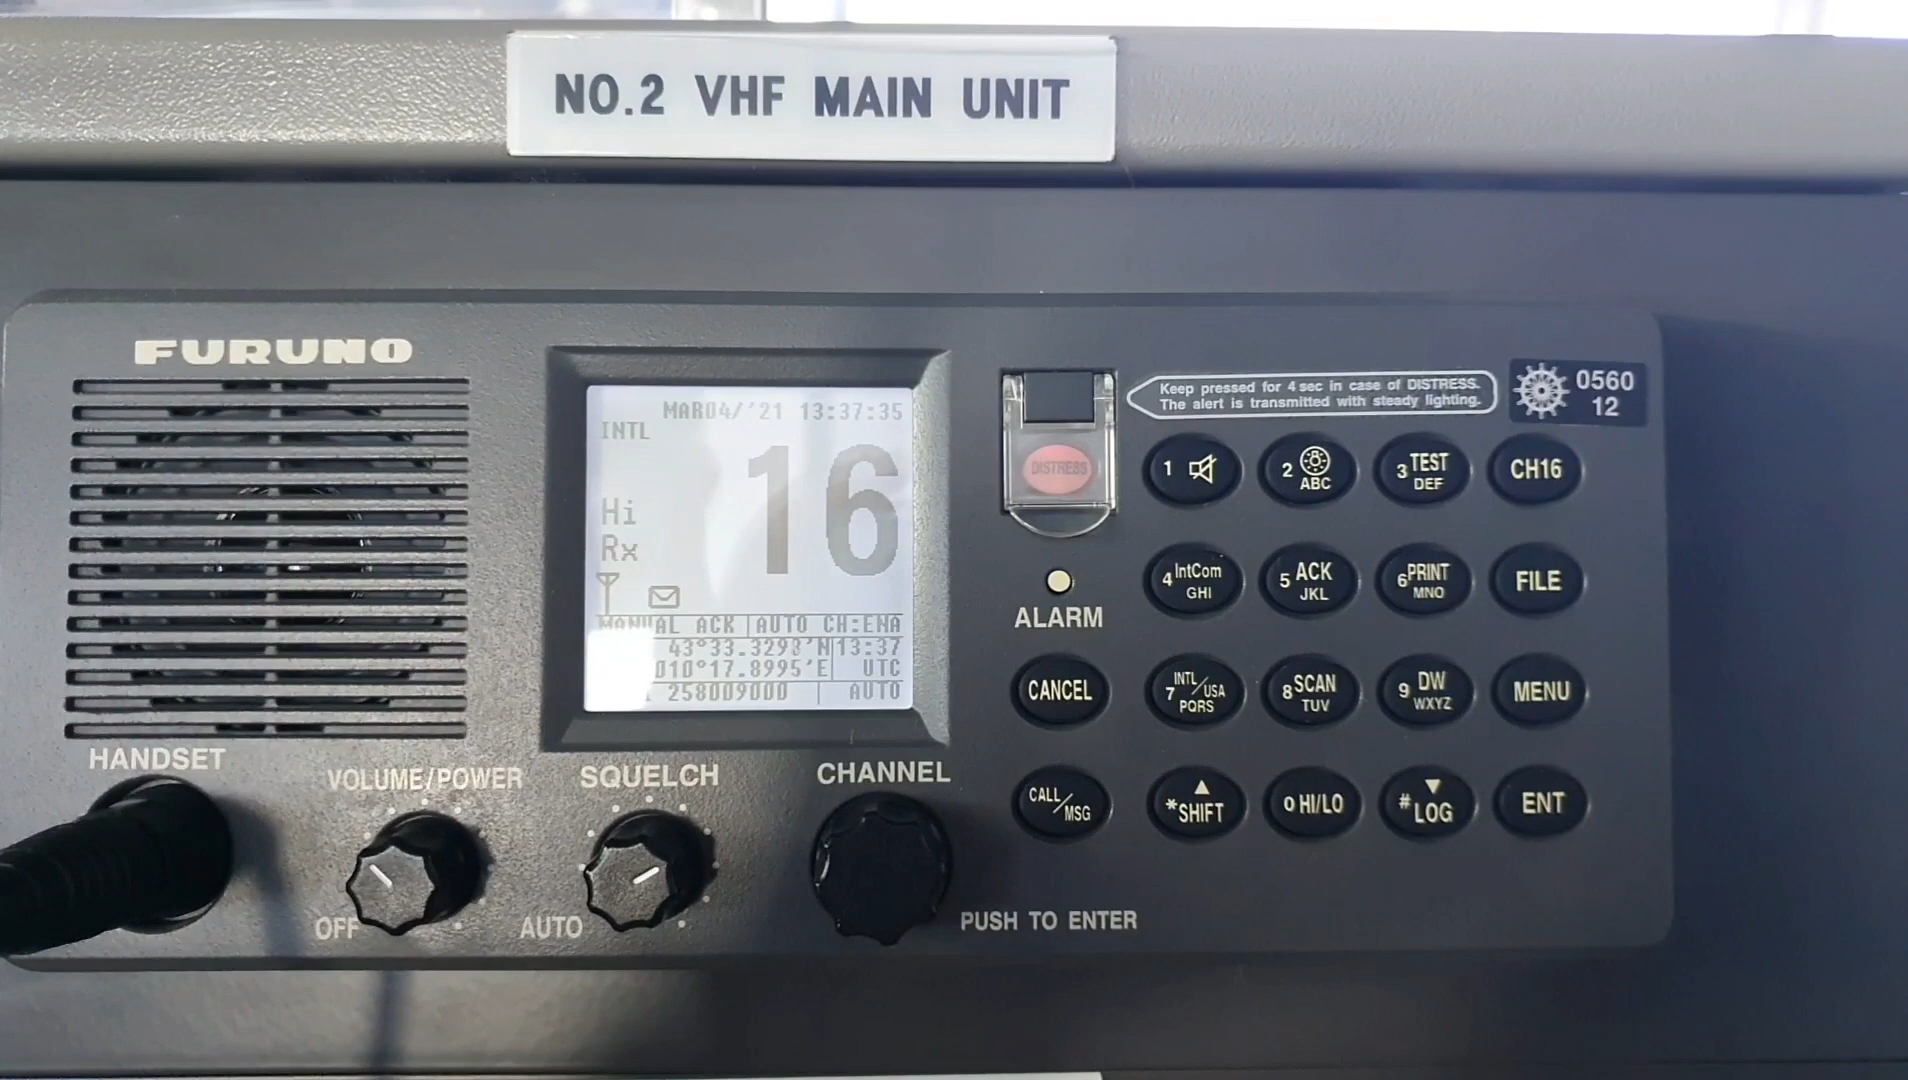 NO.2 VHF MAIN UNIT
FURUNO
MAR04/'21 13:37:35
INTL
16
Hi
Rx
MANUAL ACK AUTO CH:ENA
43°33.3293'N 13:37
010°17.8995'E UTC
258009000 AUTO
DISTRESS
Keep pressed for 4 sec in case of DISTRESS.
The alert is transmitted with steady lighting.
0560
12
1
2 ABC
3 TEST DEF
CH16
ALARM
4 IntCom GHI
5 ACK JKL
6 PRINT MNO
FILE
CANCEL
7 INTL/USA PQRS
8 SCAN TUV
9 DW WXYZ
MENU
CALL/MSG
* SHIFT
0 HI/LO
# LOG
ENT
HANDSET
VOLUME/POWER
OFF
SQUELCH
AUTO
CHANNEL
PUSH TO ENTER